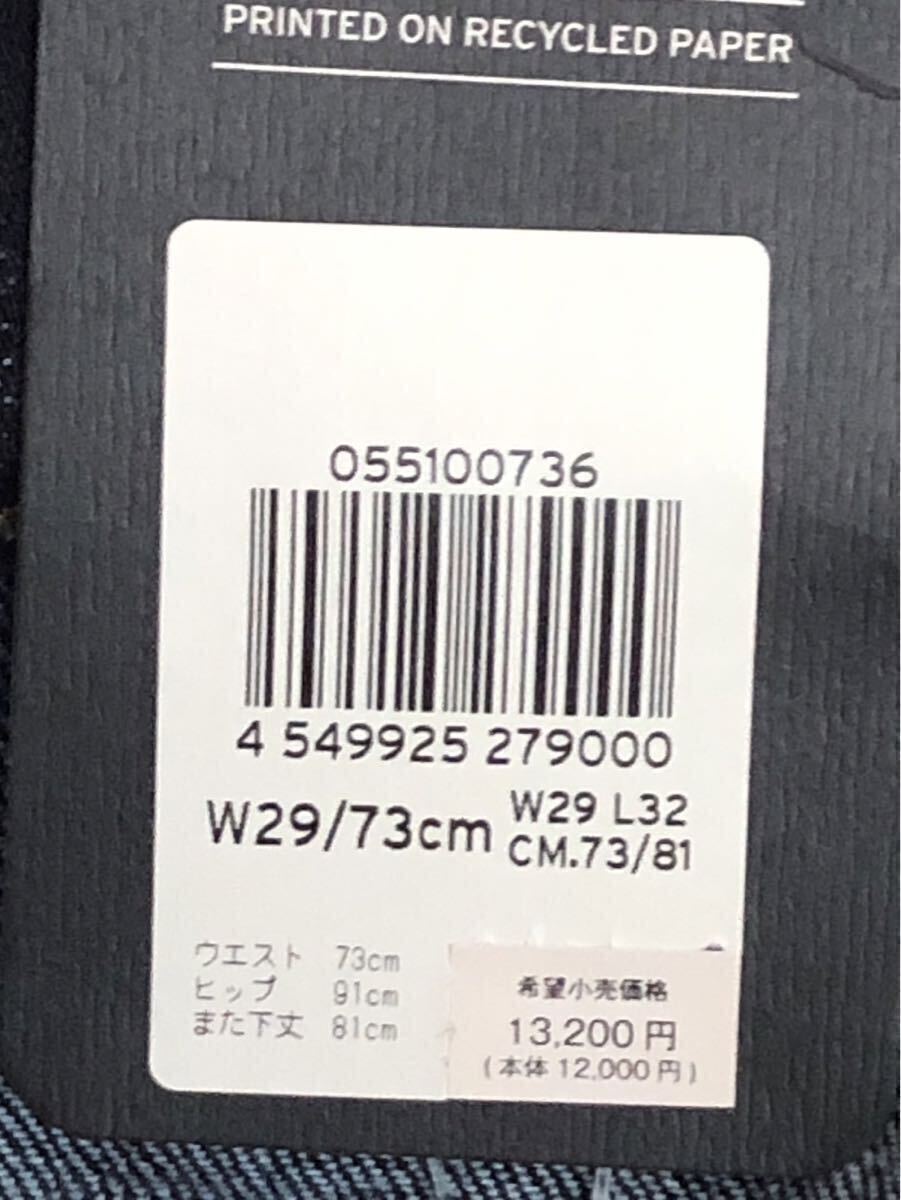 PRINTED ON RECYCLED PAPER
055100736
4 549925 279000
W29/73cm
W29 L32
CM.73/81
ウエスト 73cm
ヒップ 91cm
また下丈 81cm
希望小売価格
13,200円
(本体 12,000円)